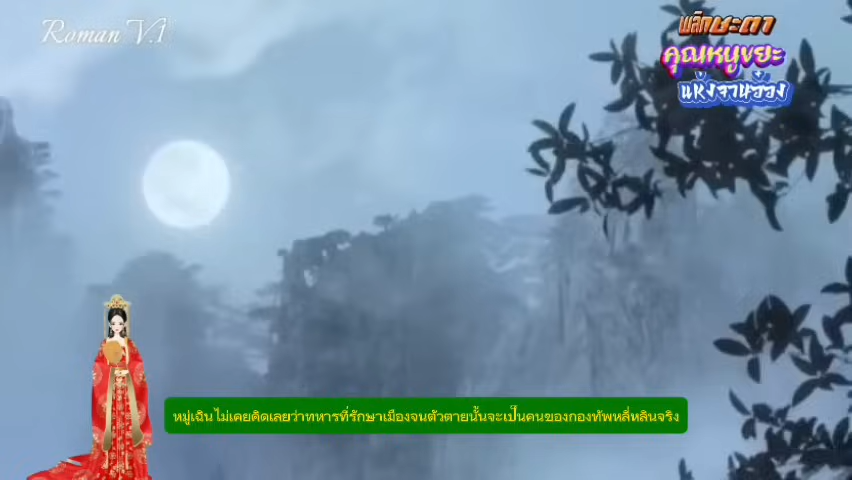 Roman V.1
พลิกชะตา
คุณหนูขยะ
แห่งจวนอ๋อง
หมู่เฉินไม่เคยคิดเลยว่าทหารที่รักษาเมืองจนตัวตายนั้นจะเป็นคนของกองทัพหลี่หลินจริง